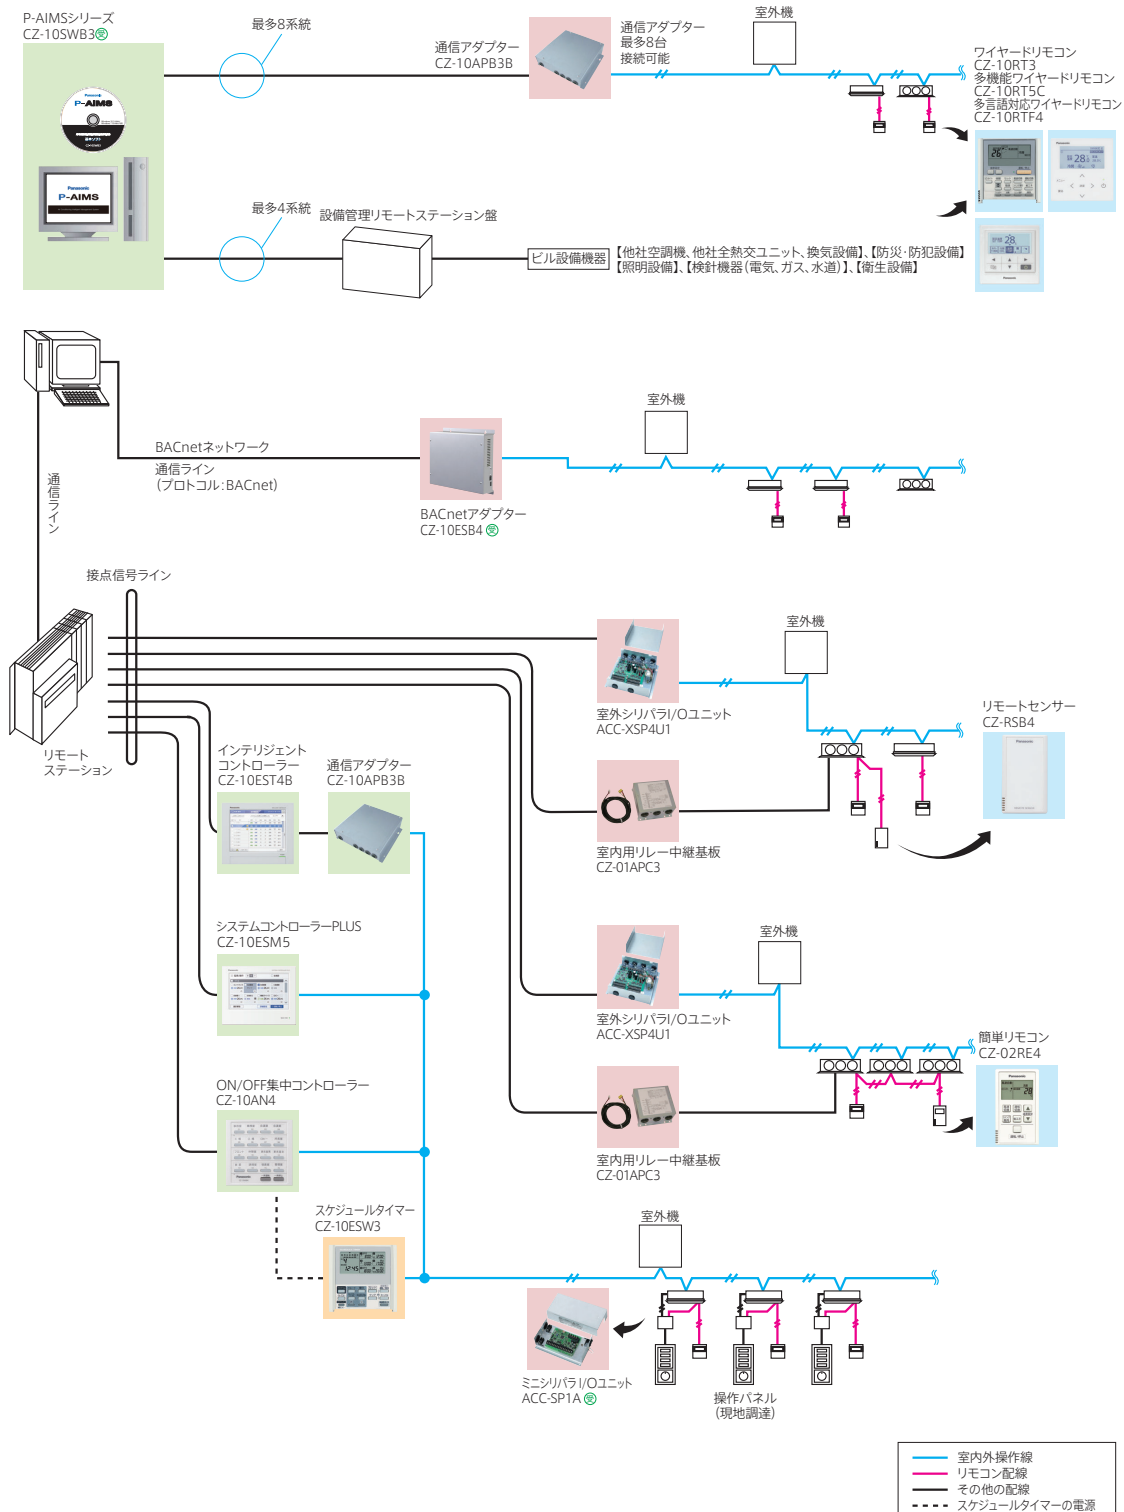 P-AIMSシリーズ
CZ-10SWB3㊝
最多8系統
通信アダプター
CZ-10APB3B
通信アダプター
最多8台
接続可能
室外機
ワイヤードリモコン
CZ-10RT3
多機能ワイヤードリモコン
CZ-10RT5C
多言語対応ワイヤードリモコン
CZ-10RTF4
Panasonic
P-AIMS
Panasonic
P-AIMS
最多4系統
設備管理リモートステーション盤
ビル設備機器
【他社空調機、他社全熱交ユニット、換気設備】、【防災・防犯設備】
【照明設備】、【検針機器(電気、ガス、水道)】、【衛生設備】
BACnetネットワーク
通信ライン
(プロトコル:BACnet)
通信ライン
BACnetアダプター
CZ-10ESB4 ㊝
室外機
接点信号ライン
リモート
ステーション
室外シリパラI/Oユニット
ACC-XSP4U1
室外機
リモートセンサー
CZ-RSB4
インテリジェント
コントローラー
CZ-10EST4B
通信アダプター
CZ-10APB3B
室内用リレー中継基板
CZ-01APC3
システムコントローラーPLUS
CZ-10ESM5
室外シリパラI/Oユニット
ACC-XSP4U1
室外機
簡単リモコン
CZ-02RE4
ON/OFF集中コントローラー
CZ-10AN4
室内用リレー中継基板
CZ-01APC3
スケジュールタイマー
CZ-10ESW3
室外機
ミニシリパラI/Oユニット
ACC-SP1A
操作パネル
(現地調達)
室内外操作線
リモコン配線
その他の配線
スケジュールタイマーの電源